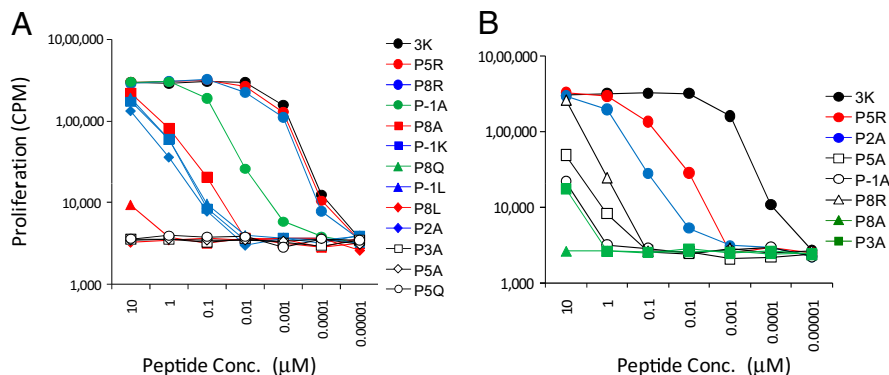 A
Proliferation (CPM)
10,00,000
1,00,000
10,000
1,000
10
1
0.1
0.01
0.001
0.0001
0.00001
Peptide Conc. (μM)
3K
P5R
P8R
P-1A
P8A
P-1K
P8Q
P-1L
P8L
P2A
P3A
P5A
P5Q
B
10,00,000
1,00,000
10,000
1,000
10
1
0.1
0.01
0.001
0.0001
0.00001
Peptide Conc. (μM)
3K
P5R
P2A
P5A
P-1A
P8R
P8A
P3A